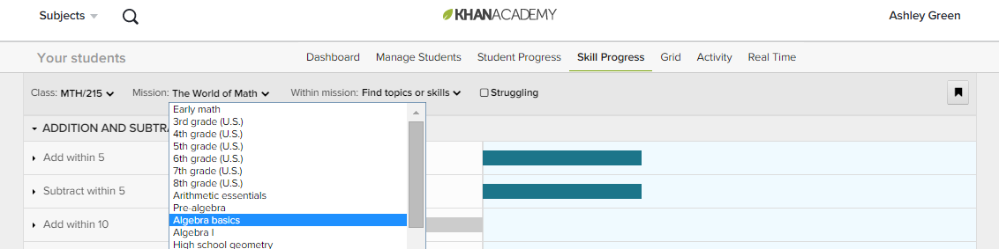 Subjects KHANACADEMY Ashley Green
Your students Dashboard Manage Students Student Progress Skill Progress Grid Activity Real Time
Class: MTH/215 Mission: The World of Math Within mission: Find topics or skills Struggling
Early math
3rd grade (U.S.)
ADDITION AND SUBTRA
4th grade (U.S.)
5th grade (U.S.)
Add within 5
6th grade (U.S.)
7th grade (U.S.)
8th grade (U.S.)
Subtract within 5
Arithmetic essentials
Pre-algebra
Algebra basics
Add within 10
Algebra I
High school geometry